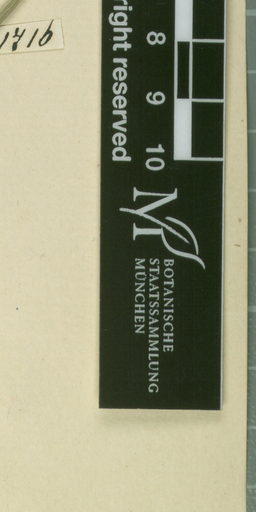 1716
right reserved
8 9 10
BOTANISCHE
STAATSSAMMLUNG
MÜNCHEN